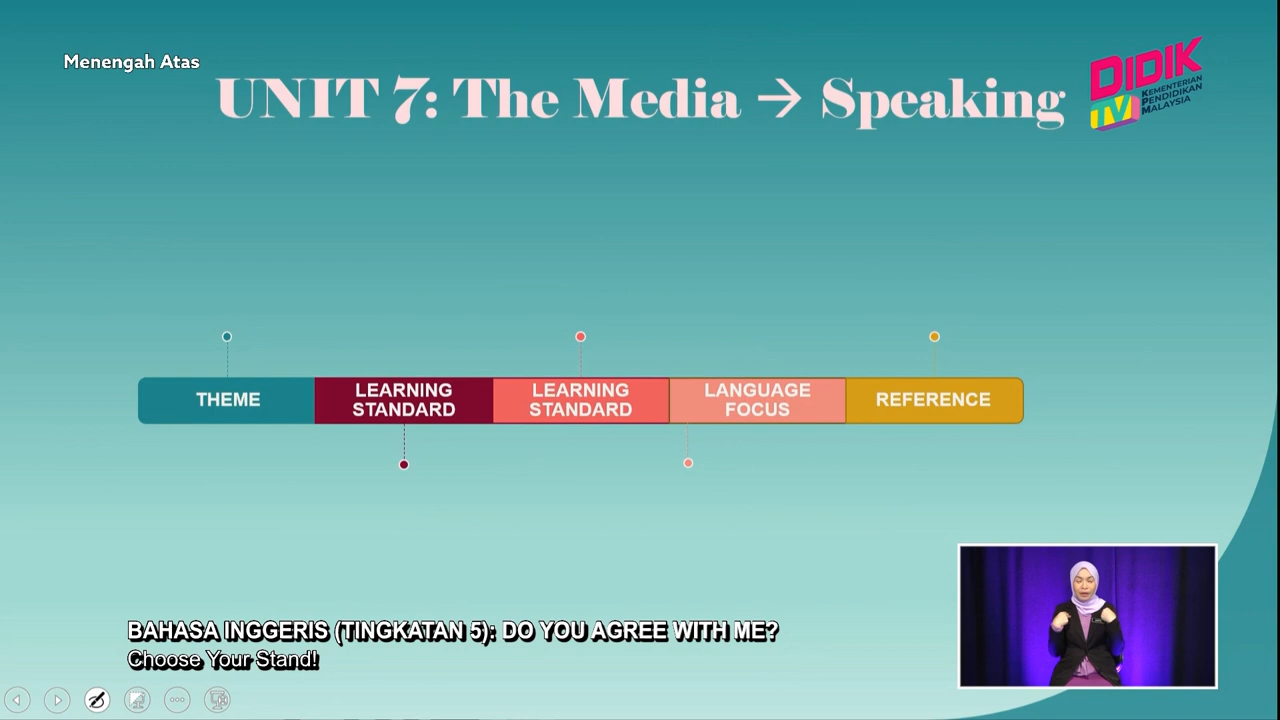 Menengah Atas
UNIT 7: The Media → Speaking
DIDIK
TV
KEMENTERIAN
PENDIDIKAN
MALAYSIA
THEME
LEARNING
STANDARD
LEARNING
STANDARD
LANGUAGE
FOCUS
REFERENCE
BAHASA INGGERIS (TINGKATAN 5): DO YOU AGREE WITH ME?
Choose Your Stand!